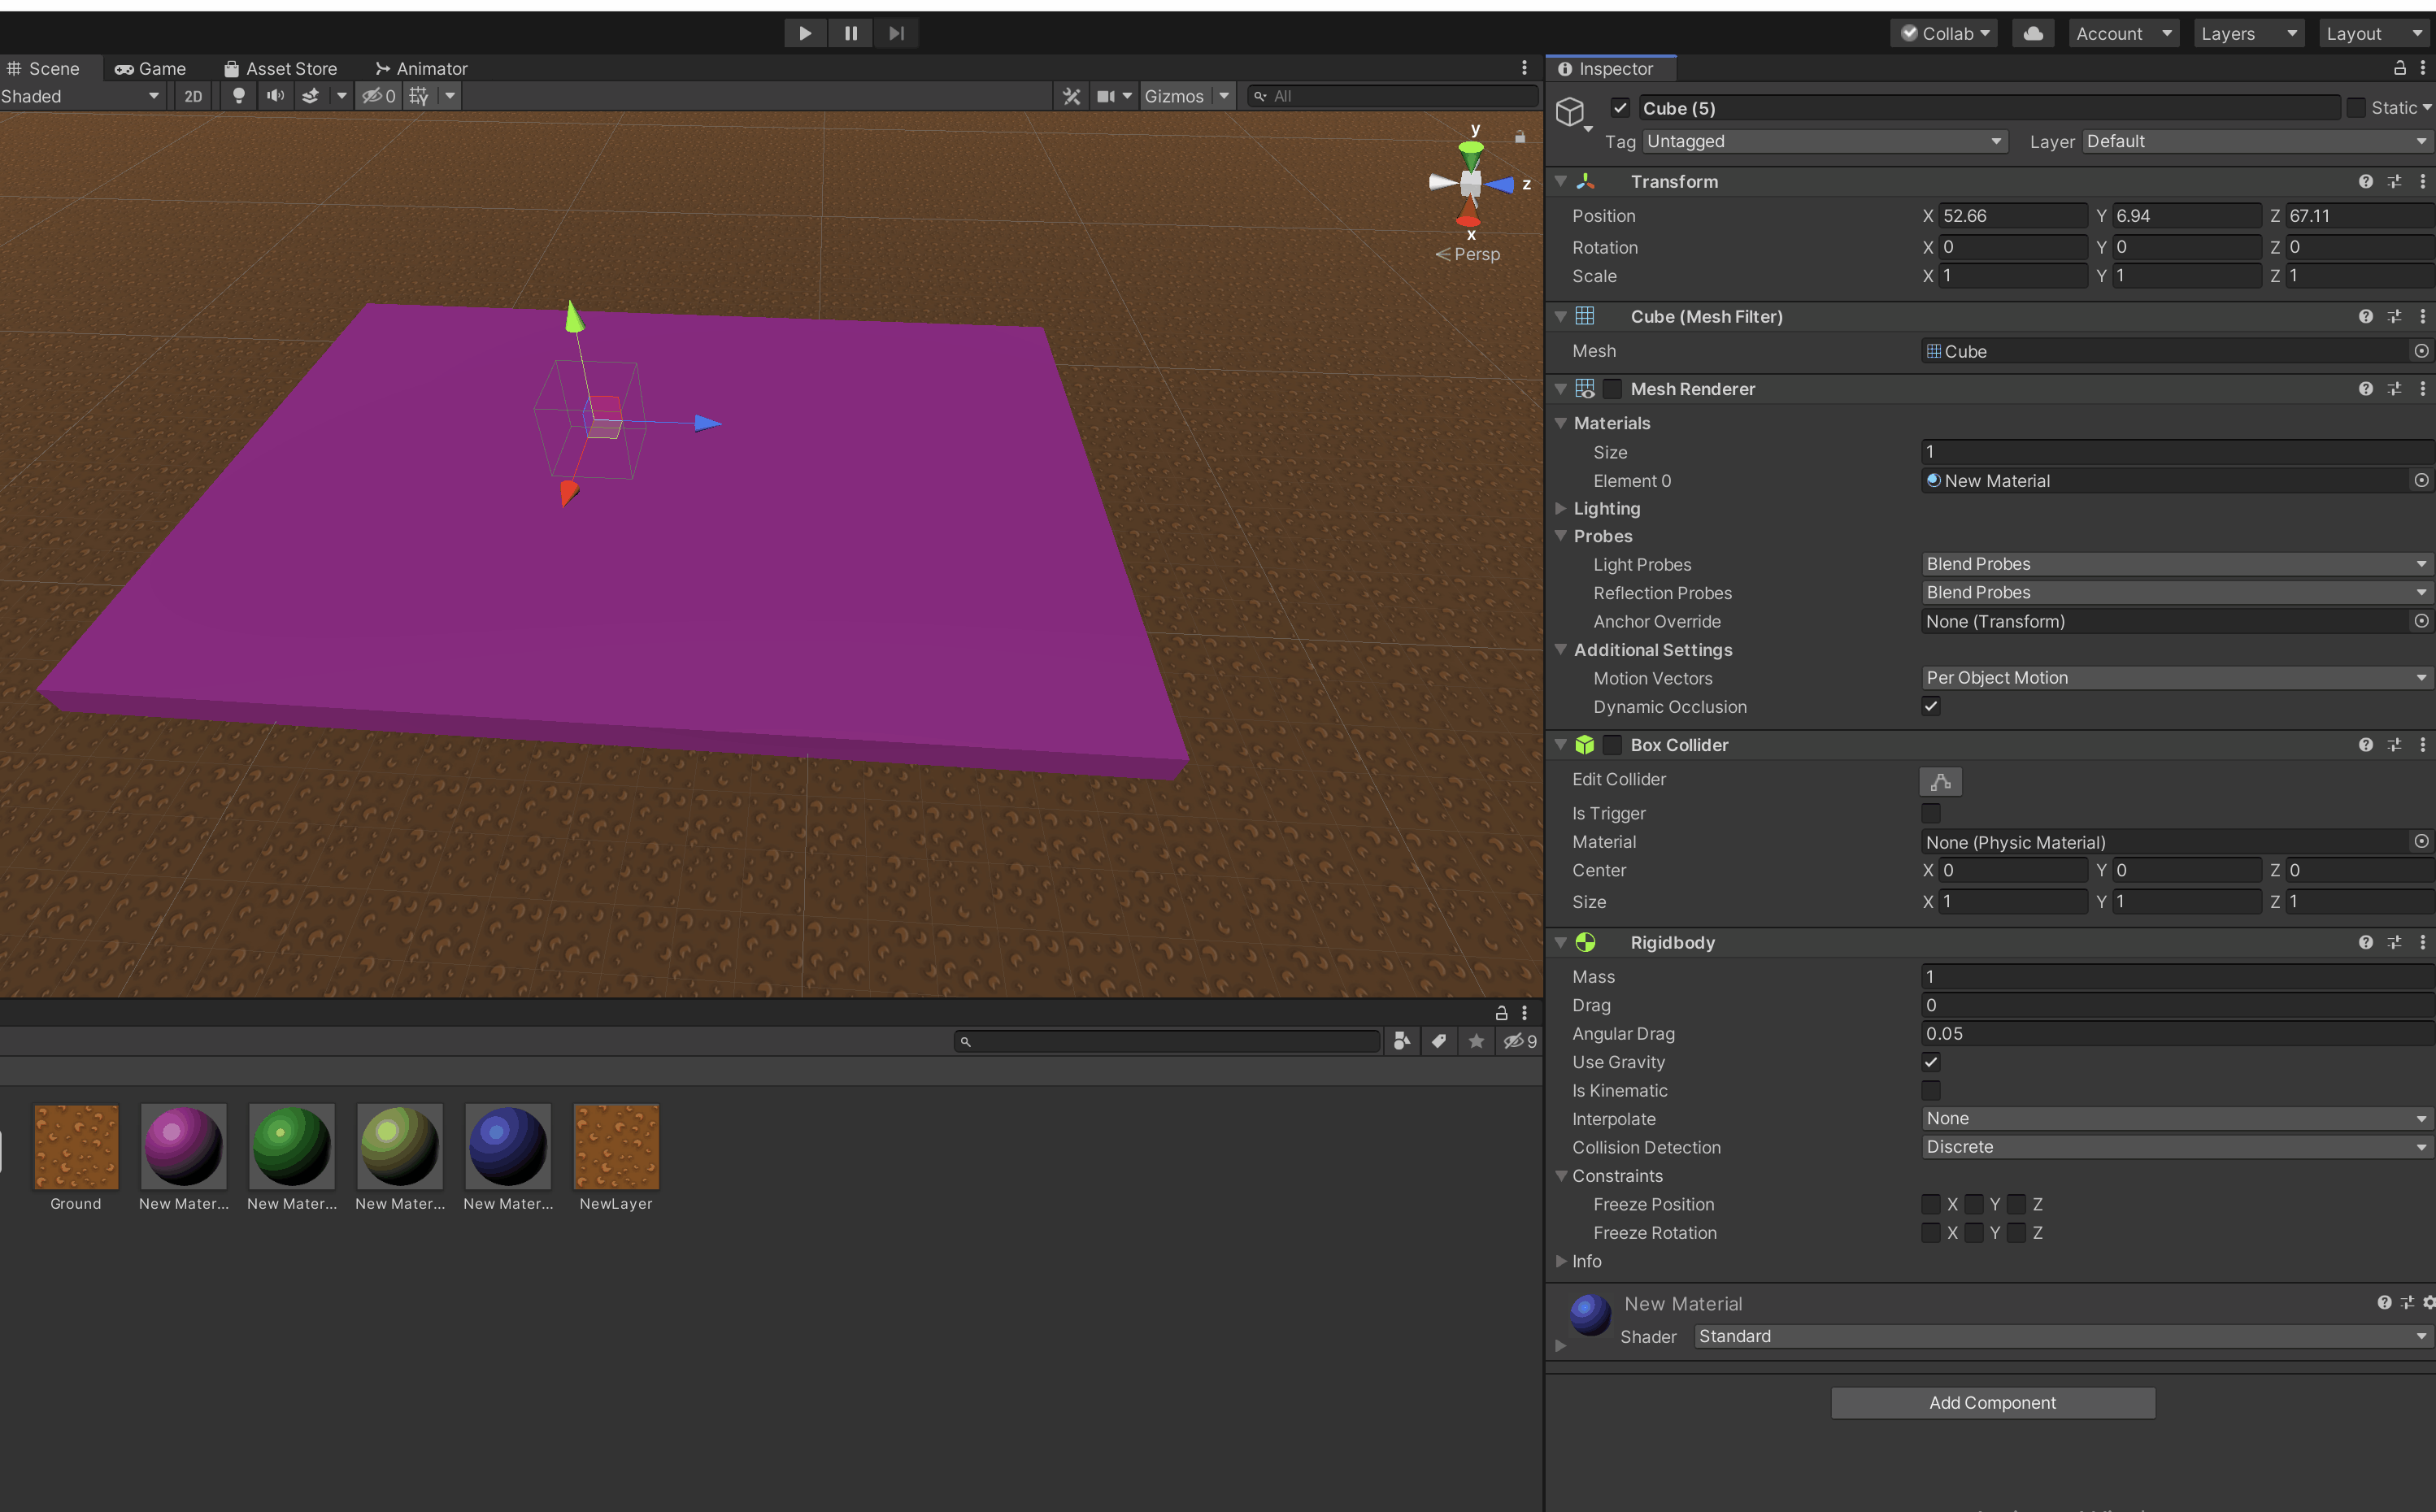 Collab Account Layers Layout
Scene Game Asset Store Animator
Inspector
Shaded 2D 0 Gizmos All
Cube (5) Static
Tag Untagged Layer Default
y
z
x
Persp
Transform
Position X 52.66 Y 6.94 Z 67.11
Rotation X 0 Y 0 Z 0
Scale X 1 Y 1 Z 1
Cube (Mesh Filter)
Mesh Cube
Mesh Renderer
Materials
Size 1
Element 0 New Material
Lighting
Probes
Light Probes Blend Probes
Reflection Probes Blend Probes
Anchor Override None (Transform)
Additional Settings
Motion Vectors Per Object Motion
Dynamic Occlusion
Box Collider
Edit Collider
Is Trigger
Material None (Physic Material)
Center X 0 Y 0 Z 0
Size X 1 Y 1 Z 1
Rigidbody
Mass 1
Drag 0
Angular Drag 0.05
Use Gravity
Is Kinematic
Interpolate None
Collision Detection Discrete
Constraints
Freeze Position X Y Z
Freeze Rotation X Y Z
Info
New Material
Shader Standard
Add Component
9
Ground New Mater... New Mater... New Mater... New Mater... NewLayer